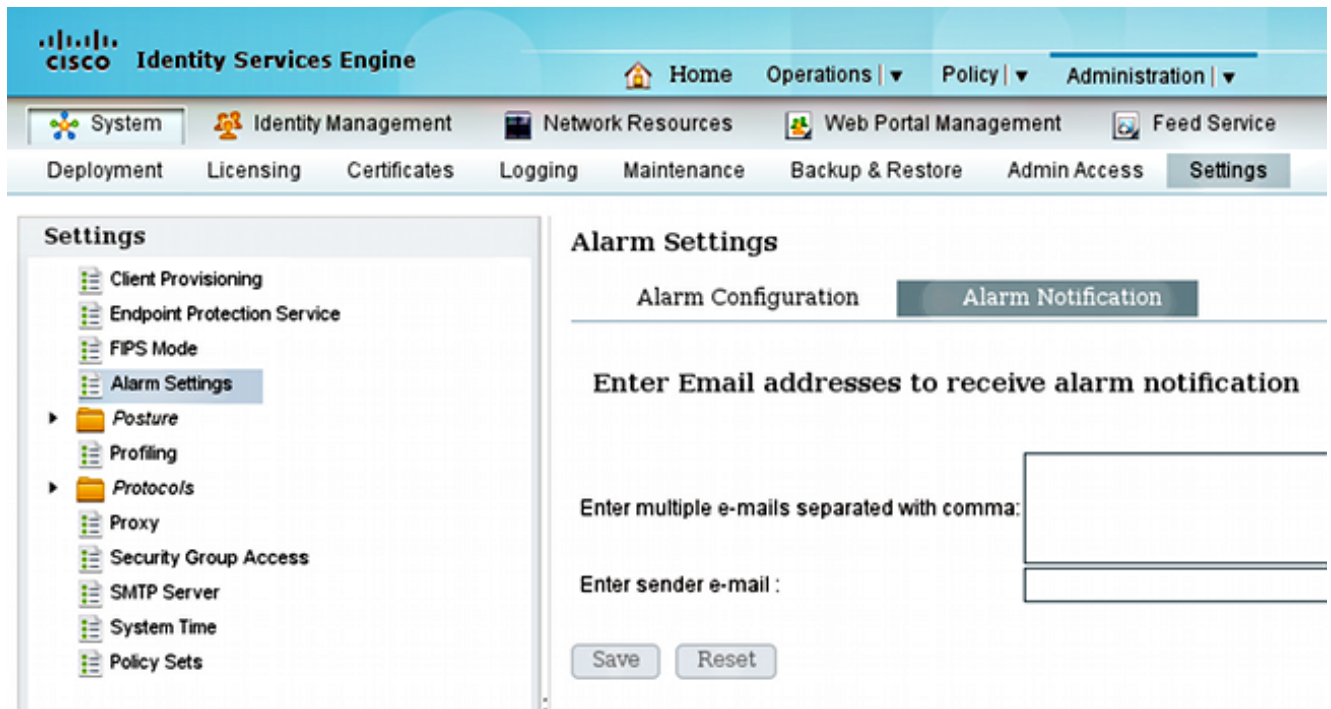 CISCO Identity Services Engine
Home Operations | ▼ Policy | ▼ Administration | ▼
System Identity Management Network Resources Web Portal Management Feed Service
Deployment Licensing Certificates Logging Maintenance Backup & Restore Admin Access Settings
Settings
Client Provisioning
Endpoint Protection Service
FIPS Mode
Alarm Settings
Posture
Profiling
Protocols
Proxy
Security Group Access
SMTP Server
System Time
Policy Sets
Alarm Settings
Alarm Configuration Alarm Notification
Enter Email addresses to receive alarm notification
Enter multiple e-mails separated with comma:
Enter sender e-mail :
Save Reset